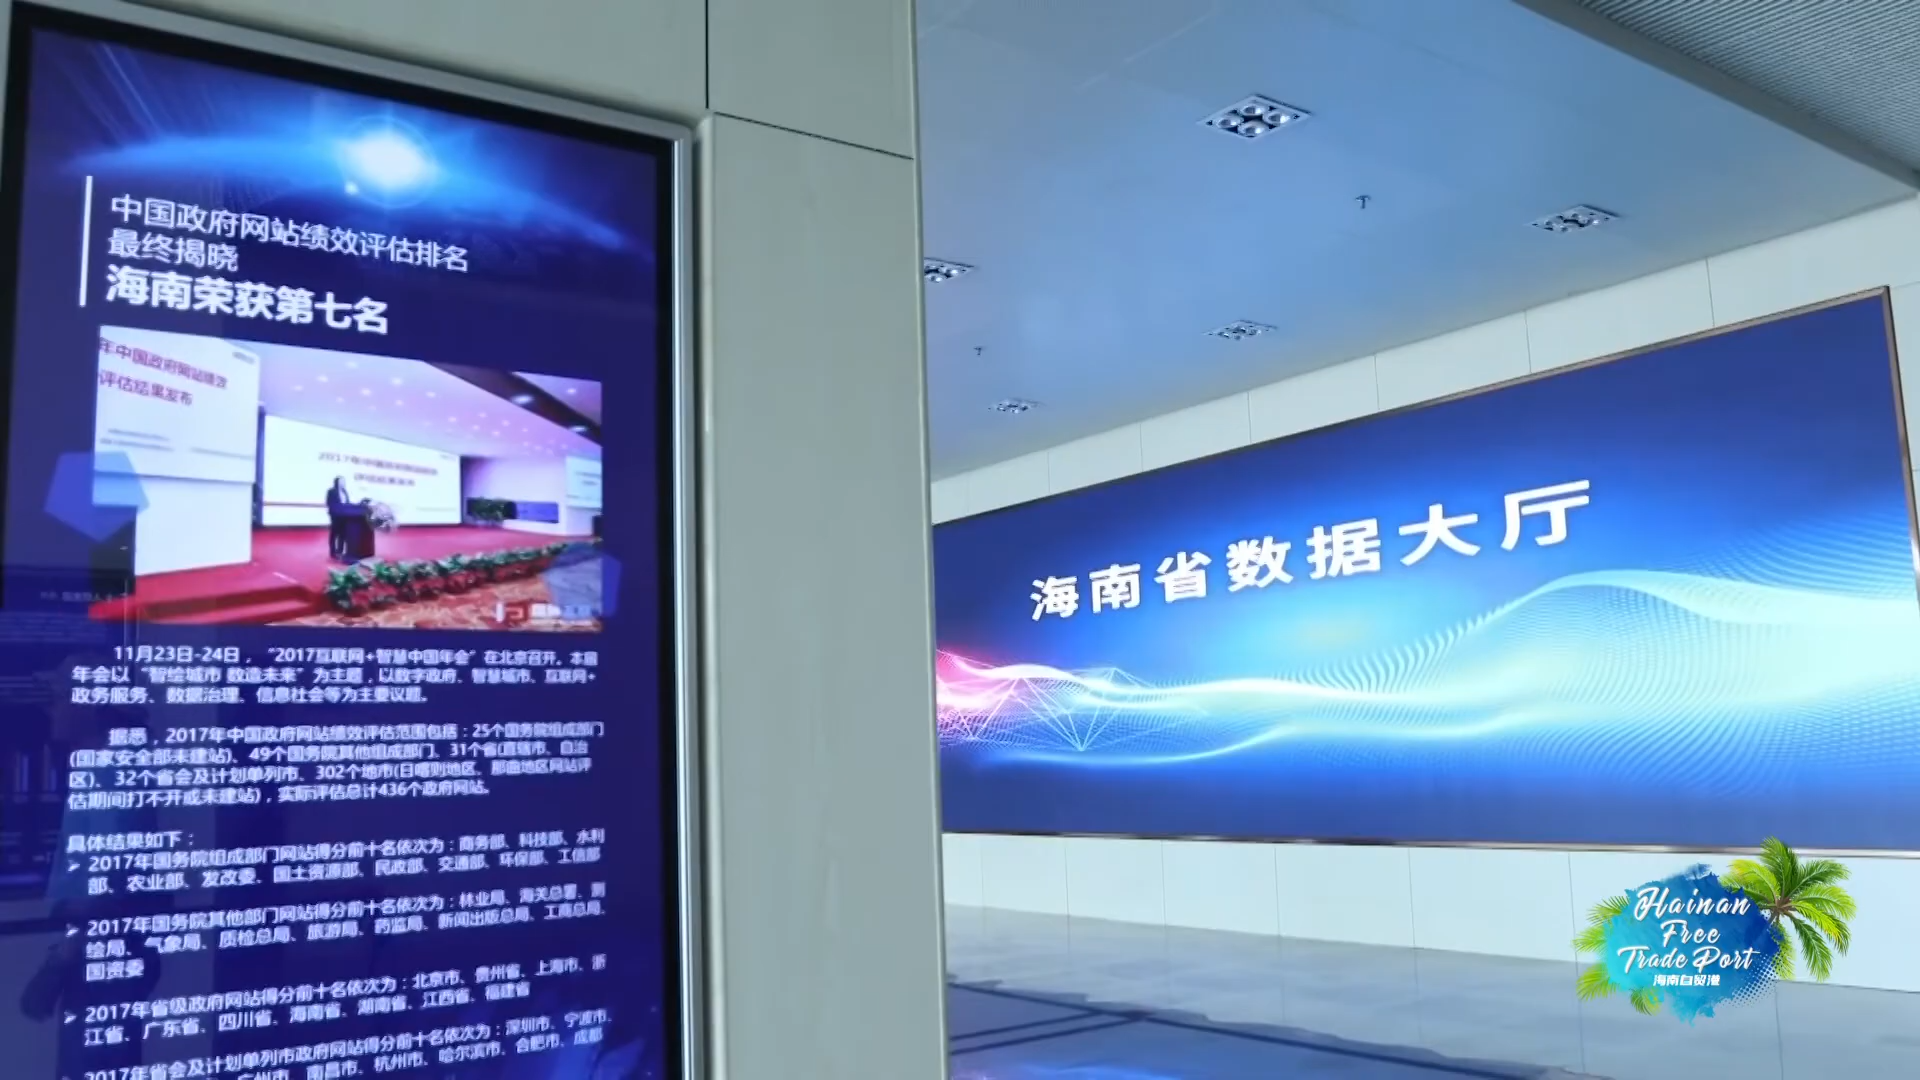 中国政府网站绩效评估排名
最终揭晓
海南荣获第七名
年中国政府网站绩效
评估结果发布
11月23日-24日，“2017互联网+智慧中国年会”在北京召开。本届
年会以“智绘城市 数造未来”为主题，以数字政府、智慧城市、互联网+
政务服务、数据治理、信息社会等为主要议题。
据悉，2017年中国政府网站绩效评估范围包括：25个国务院组成部门
(国家安全部未建站)、49个国务院其他组成部门、31个省(直辖市、自治
区)、32个省会及计划单列市、302个地市(日喀则地区、那曲地区网站评
估期间打不开或未建站)，实际评估总计436个政府网站。
具体结果如下：
➢ 2017年国务院组成部门网站得分前十名依次为：商务部、科技部、水利
部、农业部、发改委、国土资源部、民政部、交通部、环保部、工信部
➢ 2017年国务院其他部门网站得分前十名依次为：林业局、海关总署、测
绘局、气象局、质检总局、旅游局、药监局、新闻出版总局、工商总局、
国资委
➢ 2017年省级政府网站得分前十名依次为：北京市、贵州省、上海市、浙
江省、广东省、四川省、海南省、湖南省、江西省、福建省
2017年省会及计划单列市政府网站得分前十名依次为：深圳市、宁波市、
广州市、南昌市、杭州市、哈尔滨市、合肥市、成都
海南省数据大厅
Hainan
Free
Trade Port
海南自贸港